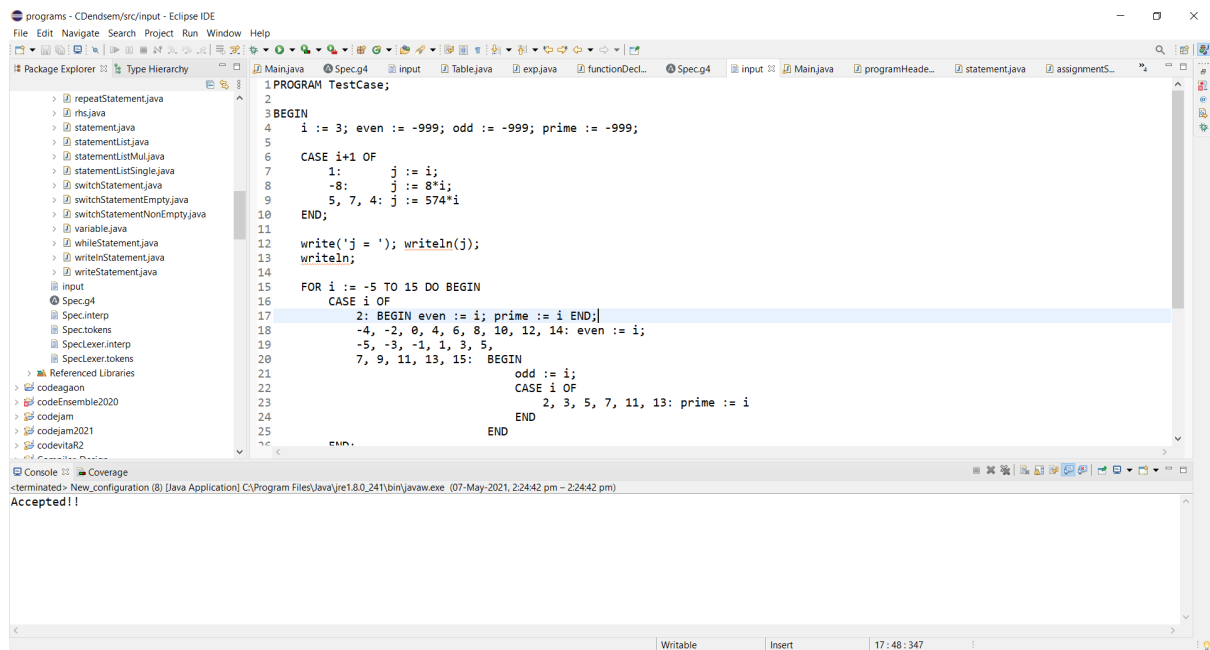 programs - CDendsem/src/input - Eclipse IDE
File Edit Navigate Search Project Run Window Help
Package Explorer Type Hierarchy
Main.java Spec.g4 input Table.java exp.java functionDecl... Spec.g4 input Main.java programHeade... statement.java assignmentS... 4
repeatStatement.java
rhs.java
statement.java
statementList.java
statementListMul.java
statementListSingle.java
switchStatement.java
switchStatementEmpty.java
switchStatementNonEmpty.java
variable.java
whileStatement.java
writelnStatement.java
writeStatement.java
input
Spec.g4
Spec.interp
Spec.tokens
SpecLexer.interp
SpecLexer.tokens
Referenced Libraries
codeagaon
codeEnsemble2020
codejam
codejam2021
codevitaR2
Compiler Design
1 PROGRAM TestCase;
2
3 BEGIN
4 i := 3; even := -999; odd := -999; prime := -999;
5
6 CASE i+1 OF
7 1: j := i;
8 -8: j := 8*i;
9 5, 7, 4: j := 574*i
10 END;
11
12 write('j = '); writeln(j);
13 writeln;
14
15 FOR i := -5 TO 15 DO BEGIN
16 CASE i OF
17 2: BEGIN even := i; prime := i END;
18 -4, -2, 0, 4, 6, 8, 10, 12, 14: even := i;
19 -5, -3, -1, 1, 3, 5,
20 7, 9, 11, 13, 15: BEGIN
21 odd := i;
22 CASE i OF
23 2, 3, 5, 7, 11, 13: prime := i
24 END
25 END
26 END;
Console Coverage
<terminated> New_configuration (8) [Java Application] C:\Program Files\Java\jre1.8.0_241\bin\javaw.exe (07-May-2021, 2:24:42 pm – 2:24:42 pm)
Accepted!!
Writable Insert 17 : 48 : 347